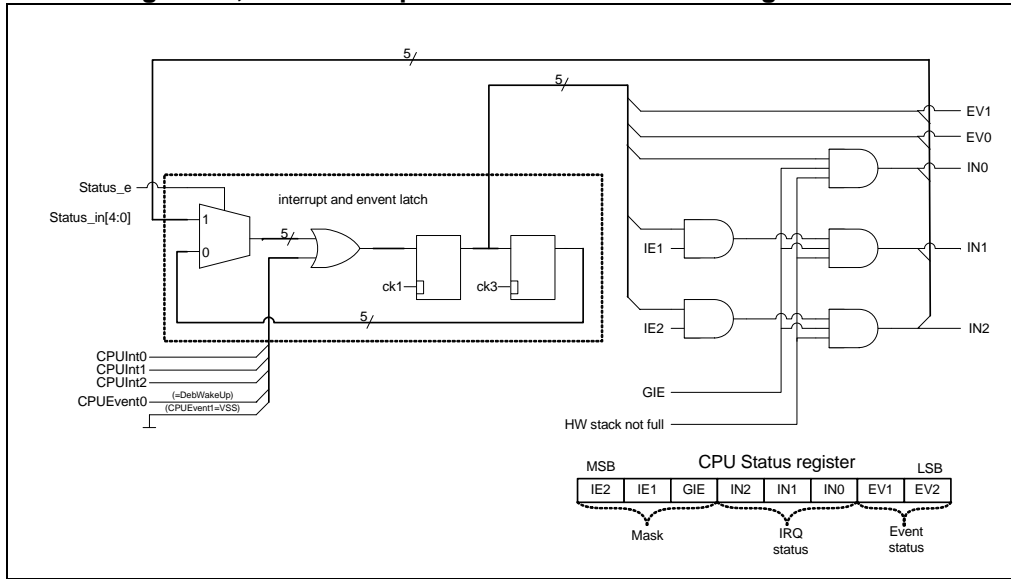 5
5
EV1
EV0
IN0
Status_e
interrupt and envent latch
Status_in[4:0]
1
5
0
IE1
IN1
ck1
ck3
5
IE2
IN2
CPUInt0
CPUInt1
CPUInt2
CPUEvent0
(=DebWakeUp)
(CPUEvent1=VSS)
GIE
HW stack not full
CPU Status register
MSB
LSB
IE2 IE1 GIE IN2 IN1 IN0 EV1 EV2
Mask
IRQ status
Event status